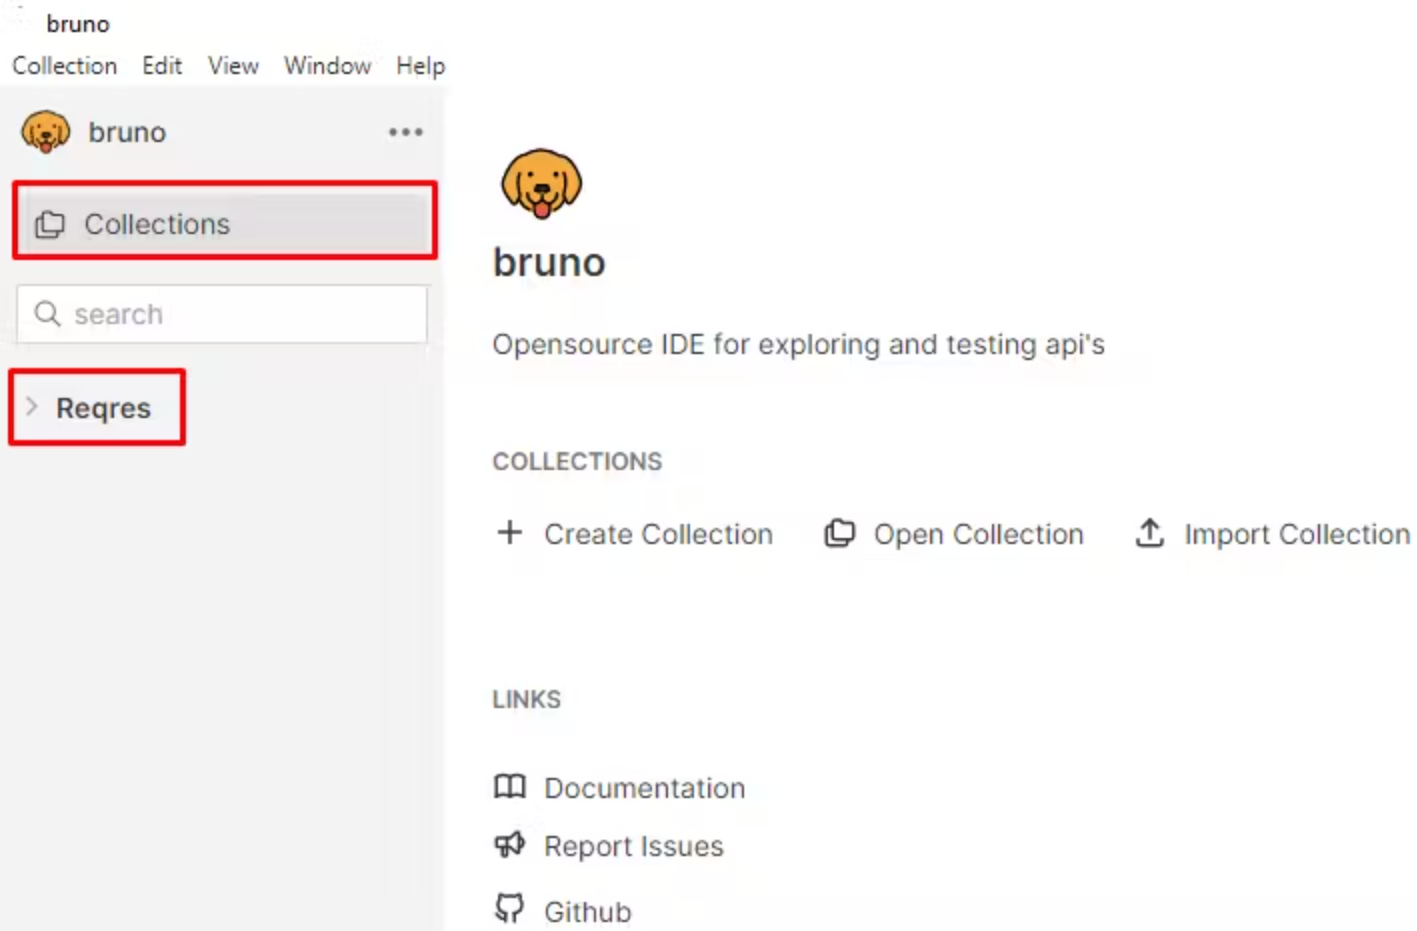 bruno
Collection Edit View Window Help
bruno
Collections
search
Reqres
bruno
Opensource IDE for exploring and testing api's
COLLECTIONS
Create Collection Open Collection Import Collection
LINKS
Documentation
Report Issues
Github